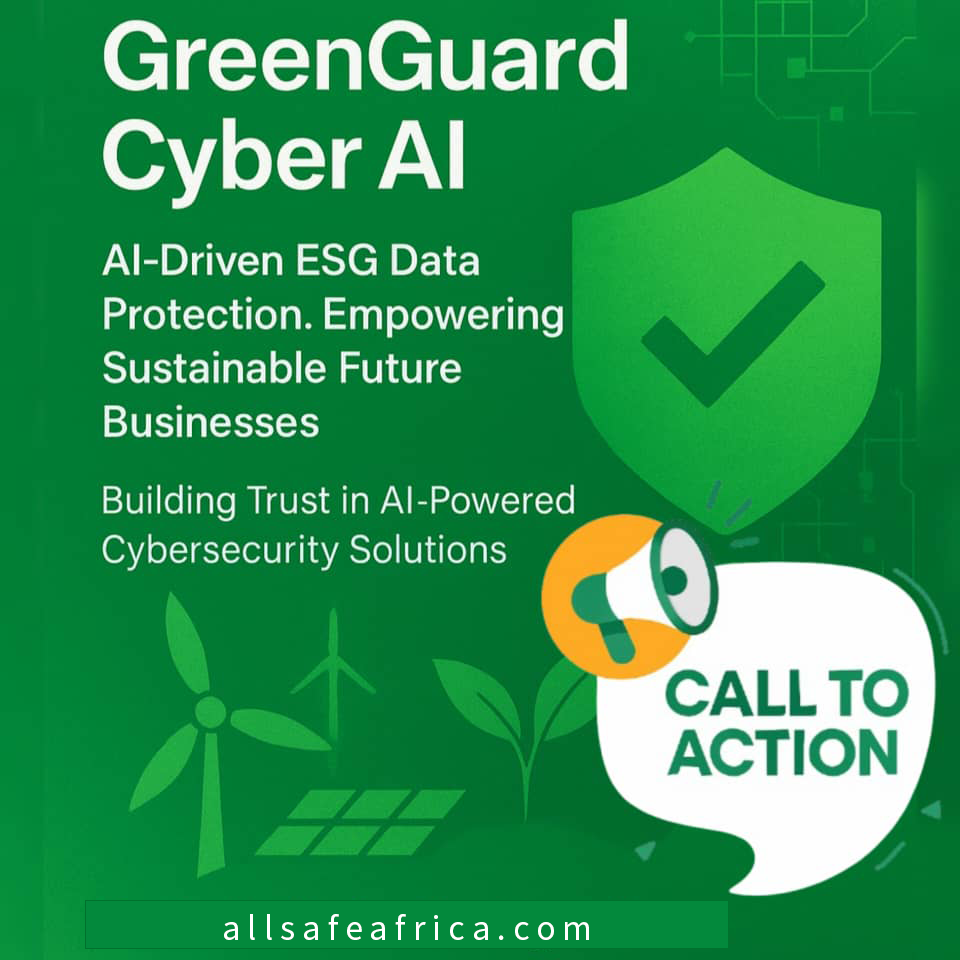 GreenGuard
Cyber AI
AI-Driven ESG Data
Protection. Empowering
Sustainable Future
Businesses
Building Trust in AI-Powered
Cybersecurity Solutions
CALL TO
ACTION
allsafeafrica.com